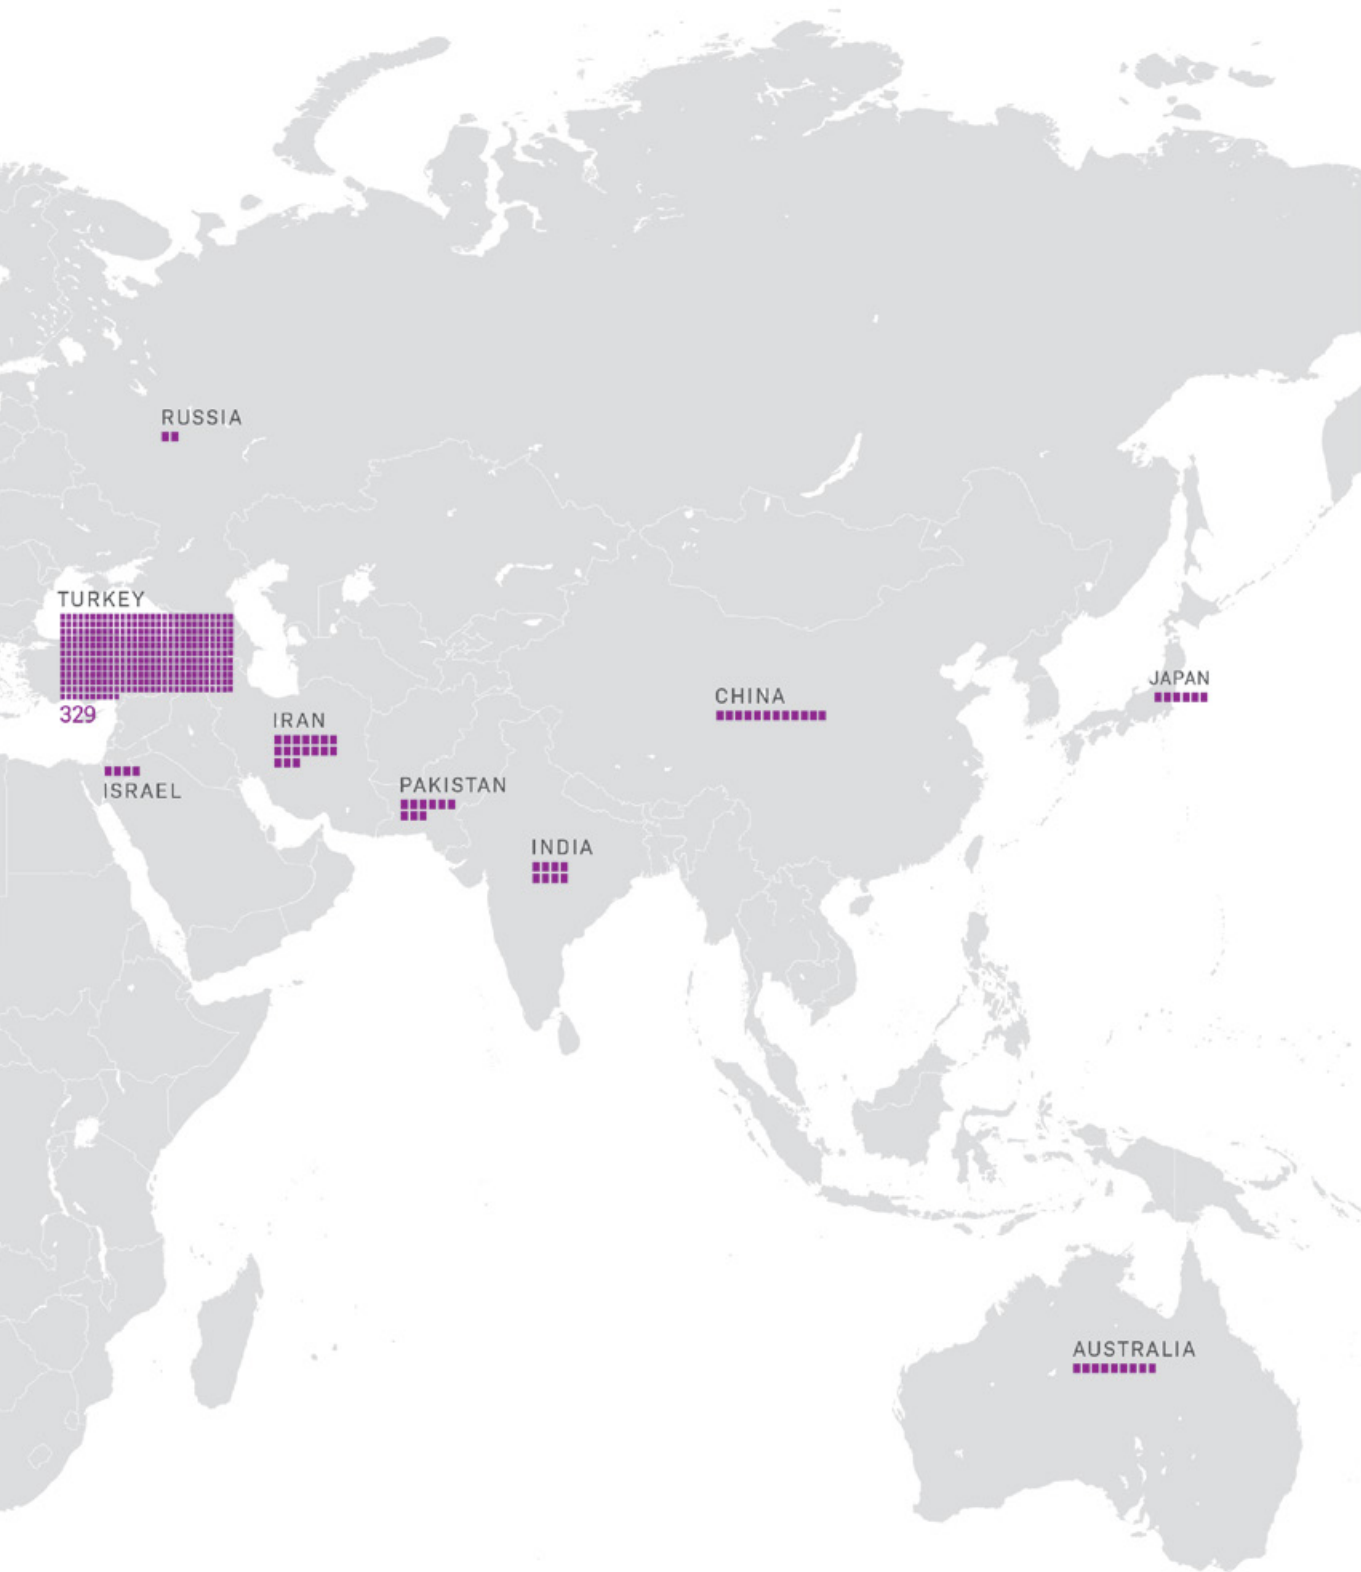 RUSSIA
TURKEY
329
IRAN
ISRAEL
PAKISTAN
INDIA
CHINA
JAPAN
AUSTRALIA